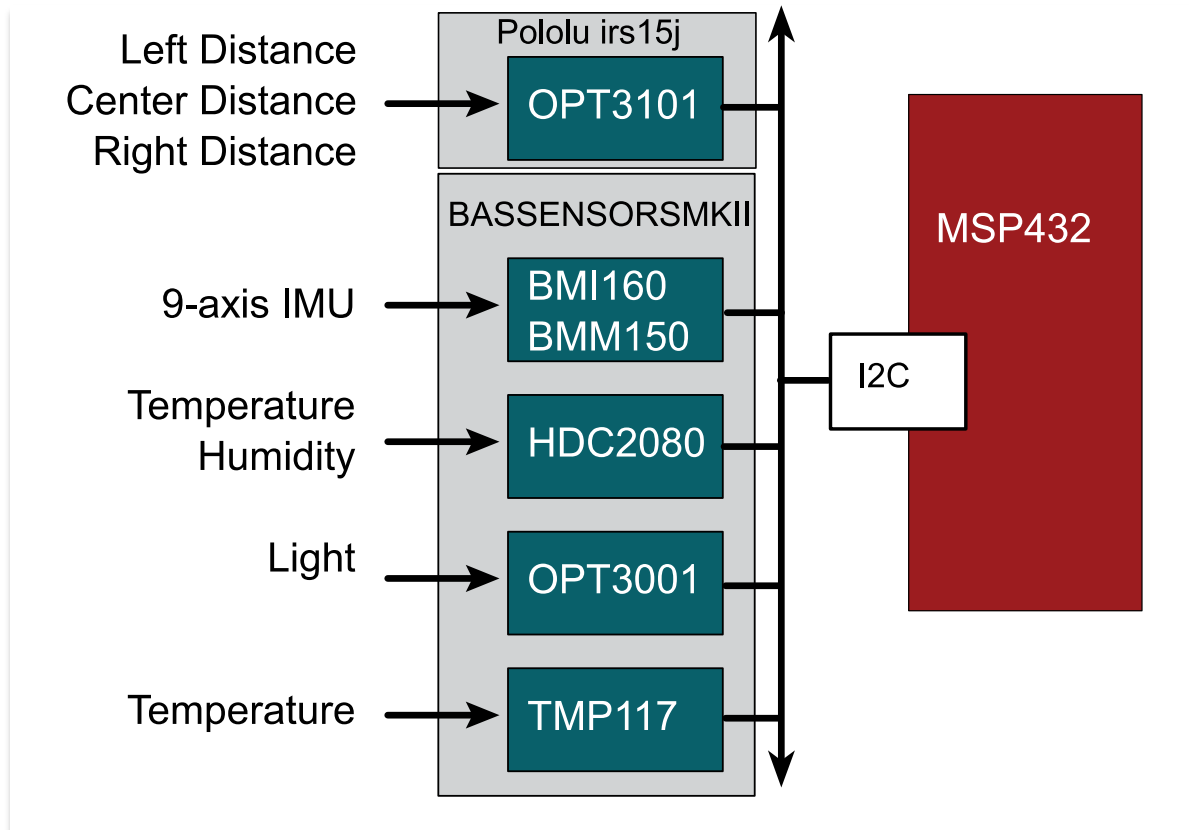 Pololu irs15j
Left Distance
Center Distance
Right Distance
OPT3101
BASSENSORSMKII
MSP432
9-axis IMU
BMI160
BMM150
I2C
Temperature
Humidity
HDC2080
Light
OPT3001
Temperature
TMP117